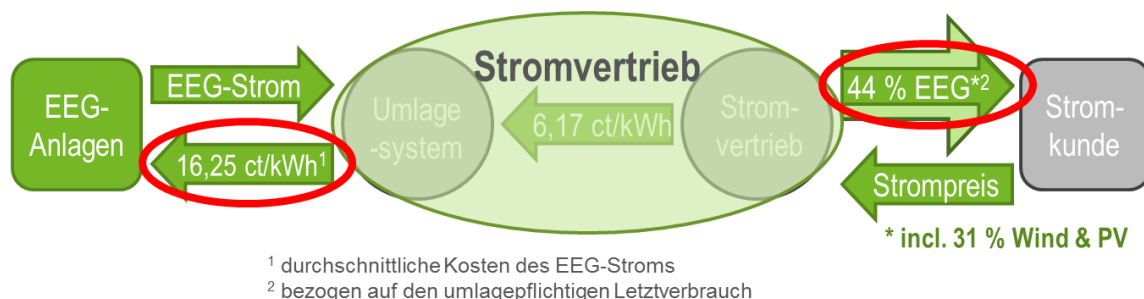 Stromvertrieb
EEG-
Anlagen
EEG-Strom
16,25 ct/kWh¹
Umlage
-system
6,17 ct/kWh
Strom-
vertrieb
44 % EEG*²
Strompreis
Strom-
kunde
* incl. 31 % Wind & PV
¹ durchschnittliche Kosten des EEG-Stroms
² bezogen auf den umlagepflichtigen Letztverbrauch